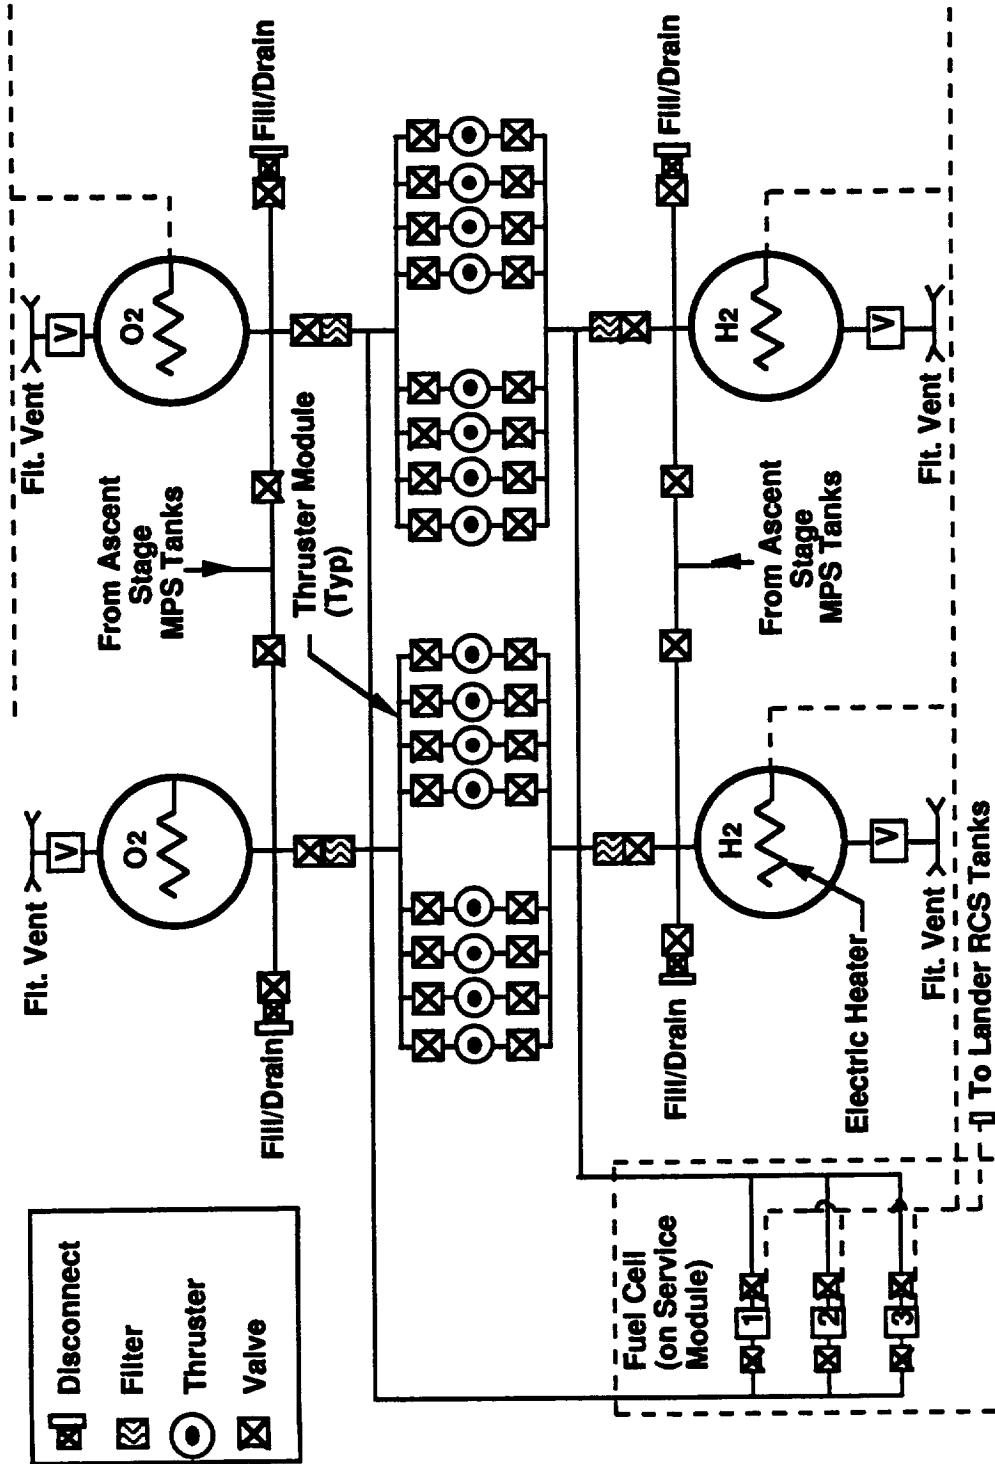 Disconnect
Filter
Thruster
Valve
Flt. Vent
V
O2
Fill/Drain
From Ascent
Stage
MPS Tanks
Flt. Vent
V
O2
Fill/Drain
Thruster Module
(Typ)
Fill/Drain
H2
V
Flt. Vent
Electric Heater
From Ascent
Stage
MPS Tanks
Fill/Drain
H2
V
Flt. Vent
Fuel Cell
(on Service
Module)
1
2
3
To Lander RCS Tanks